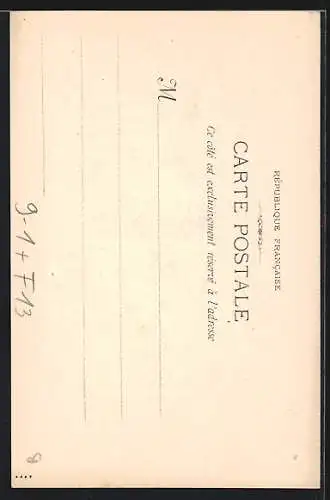 RÉPUBLIQUE FRANÇAISE
CARTE POSTALE
Ce côté est exclusivement réservé à l'adresse
M
9-1 + F13